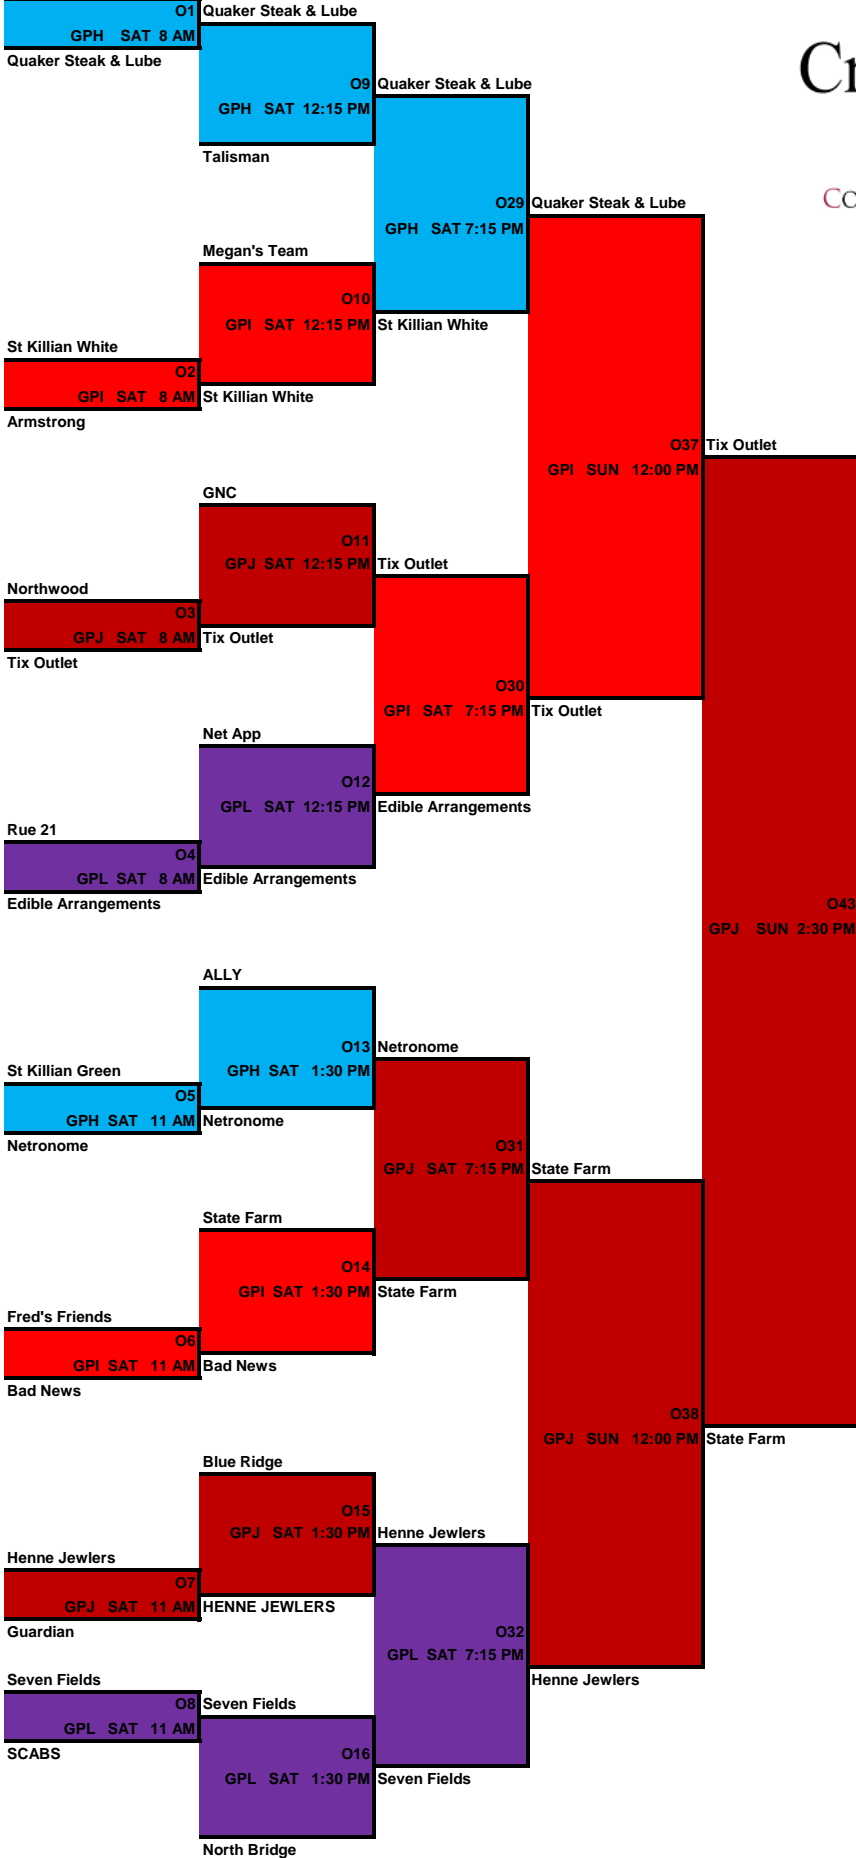 O1 Quaker Steak & Lube
GPH SAT 8 AM
Quaker Steak & Lube
O9 Quaker Steak & Lube
GPH SAT 12:15 PM
Talisman
O29 Quaker Steak & Lube
GPH SAT 7:15 PM
Megan's Team
O10
GPI SAT 12:15 PM St Killian White
St Killian White
O2
GPI SAT 8 AM St Killian White
Armstrong
O37 Tix Outlet
GPI SUN 12:00 PM
GNC
O11
GPJ SAT 12:15 PM Tix Outlet
Northwood
O3
GPJ SAT 8 AM Tix Outlet
Tix Outlet
O30
GPI SAT 7:15 PM Tix Outlet
Net App
O12
GPL SAT 12:15 PM Edible Arrangements
Rue 21
O4
GPL SAT 8 AM Edible Arrangements
Edible Arrangements
O43
GPJ SUN 2:30 PM
ALLY
O13 Netronome
GPH SAT 1:30 PM
St Killian Green
O5
GPH SAT 11 AM Netronome
Netronome
O31
GPJ SAT 7:15 PM State Farm
State Farm
O14
GPI SAT 1:30 PM State Farm
Fred's Friends
O6
GPI SAT 11 AM Bad News
Bad News
O38
GPJ SUN 12:00 PM State Farm
Blue Ridge
O15
GPJ SAT 1:30 PM Henne Jewlers
Henne Jewlers
O7
GPJ SAT 11 AM HENNE JEWLERS
Guardian
O32
GPL SAT 7:15 PM
Henne Jewlers
Seven Fields
O8 Seven Fields
GPL SAT 11 AM
SCABS
O16
GPL SAT 1:30 PM Seven Fields
North Bridge